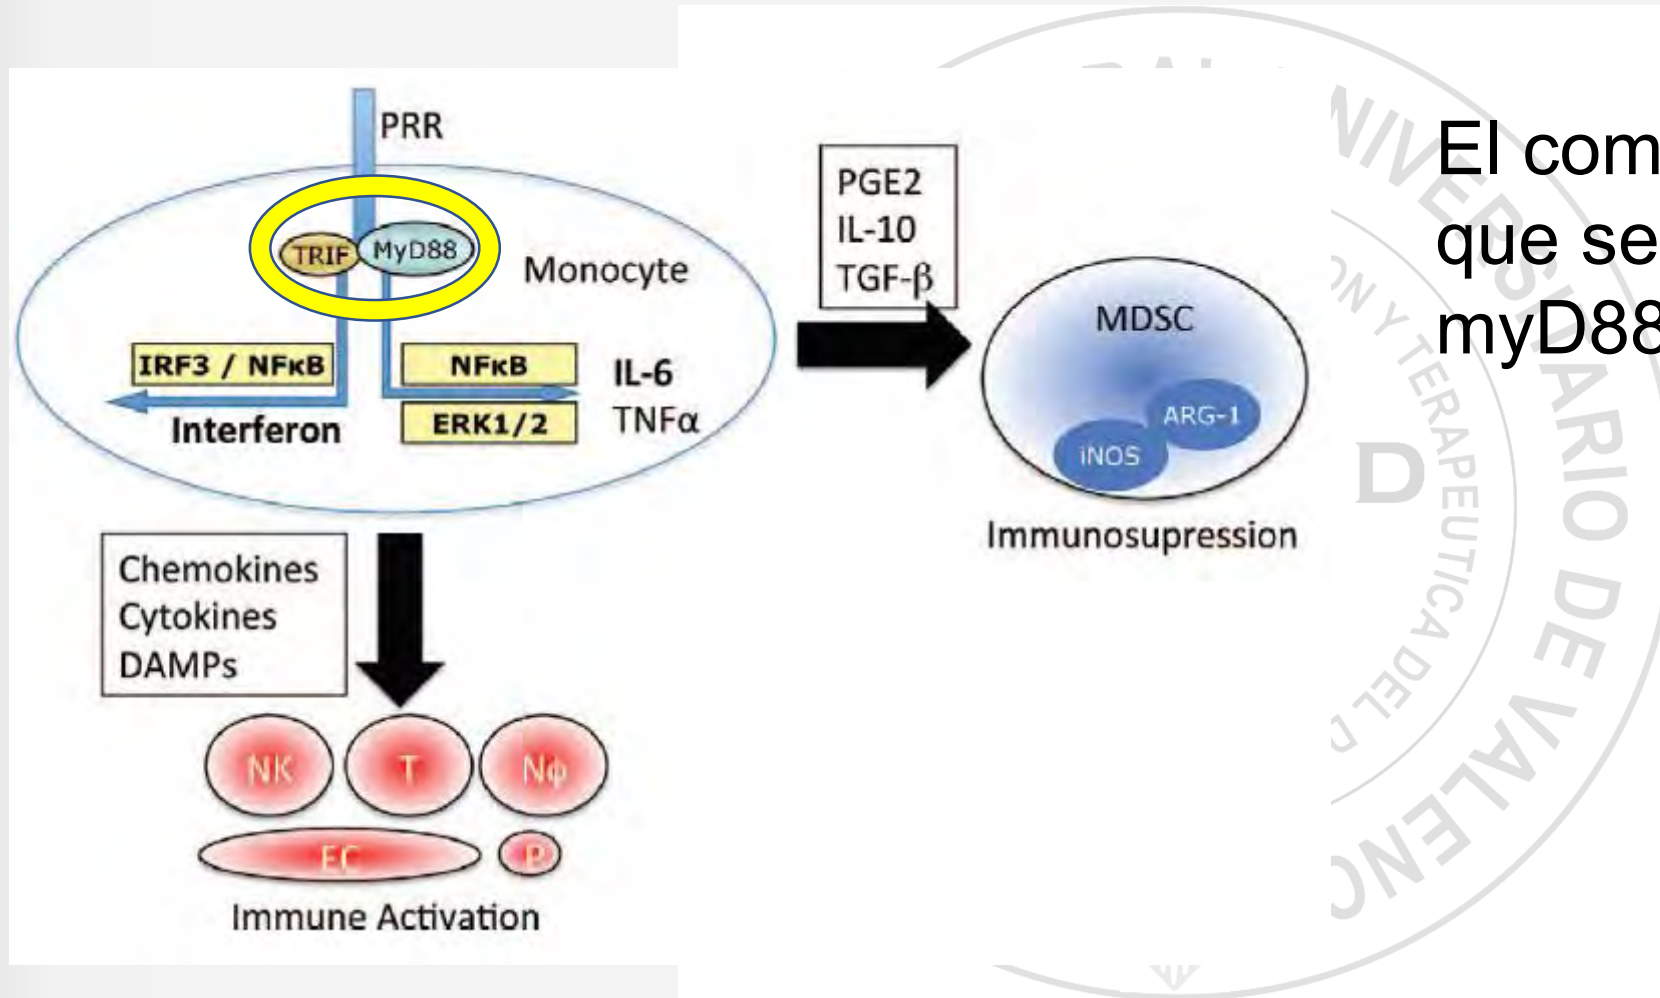 PRR
TRIF
MyD88
Monocyte
IRF3 / NFκB
Interferon
NFκB
ERK1/2
IL-6
TNFα
PGE2
IL-10
TGF-β
MDSC
ARG-1
iNOS
Immunosupression
Chemokines
Cytokines
DAMPs
NK
T
Nϕ
EC
P
Immune Activation
El com
que se
myD88
D
DE